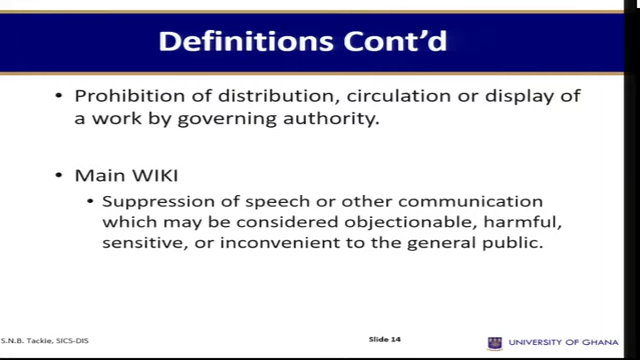 Definitions Cont'd
• Prohibition of distribution, circulation or display of
a work by governing authority.
• Main WIKI
• Suppression of speech or other communication
which may be considered objectionable, harmful,
sensitive, or inconvenient to the general public.
S.N.B. Tackie, SICS-DIS
Slide 14
UNIVERSITY OF GHANA